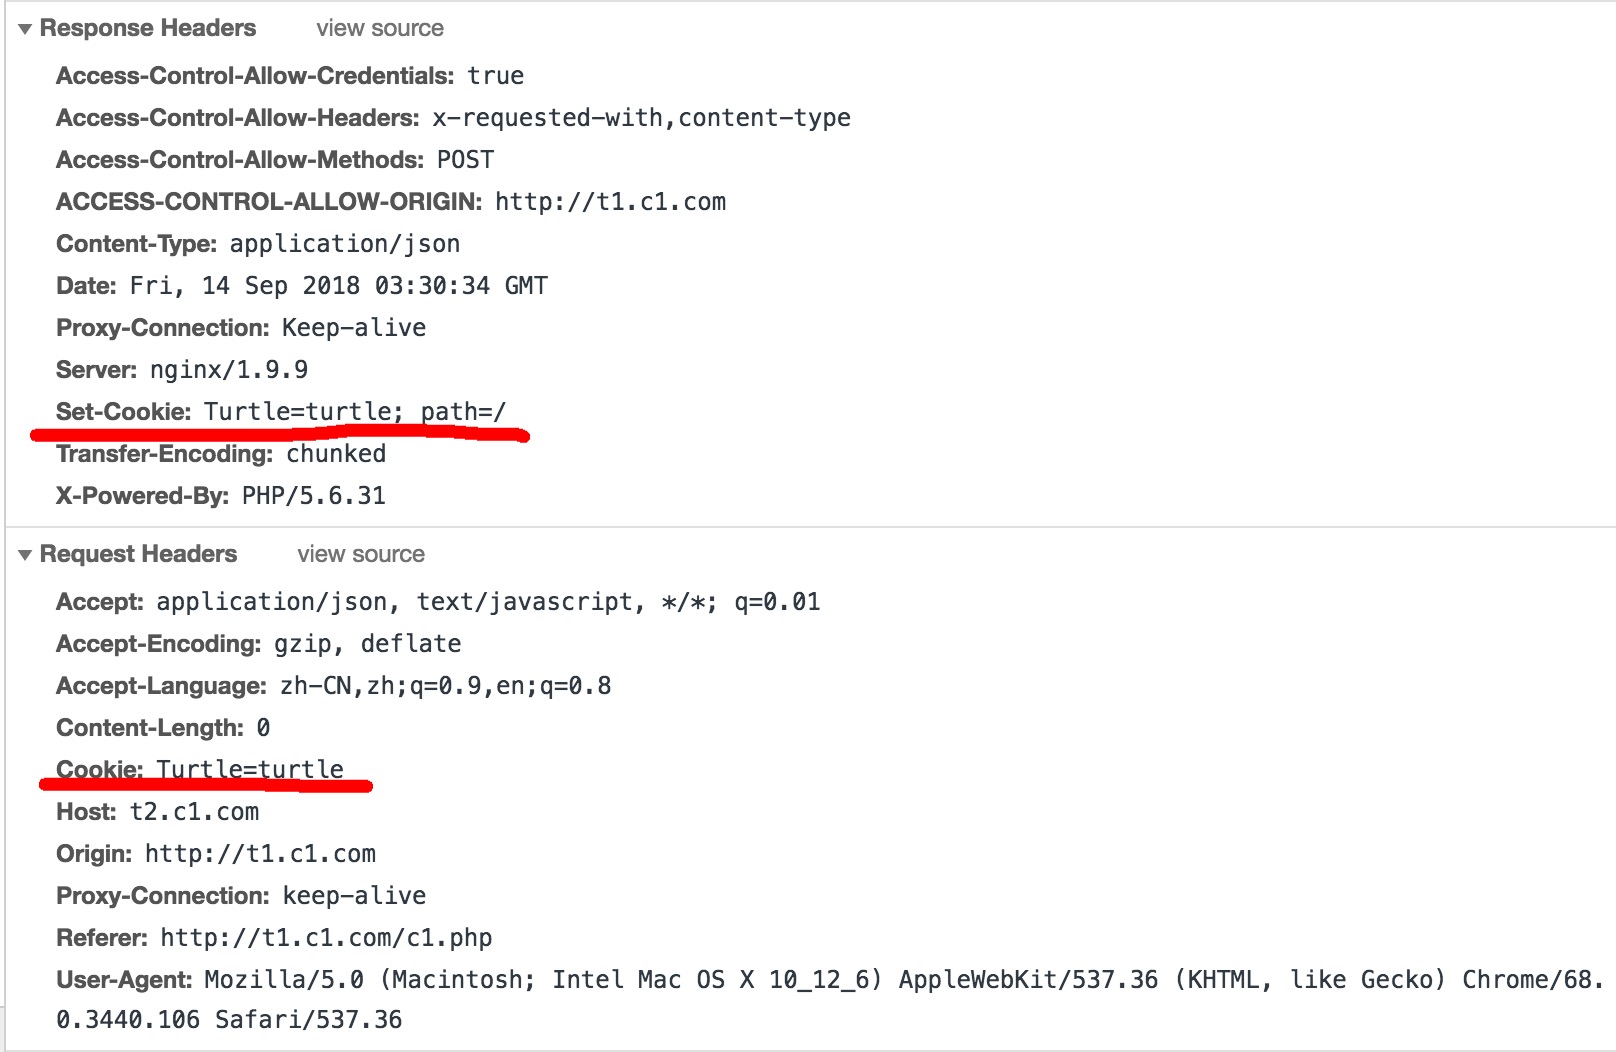 Response Headers view source
Access-Control-Allow-Credentials: true
Access-Control-Allow-Headers: x-requested-with,content-type
Access-Control-Allow-Methods: POST
ACCESS-CONTROL-ALLOW-ORIGIN: http://t1.c1.com
Content-Type: application/json
Date: Fri, 14 Sep 2018 03:30:34 GMT
Proxy-Connection: Keep-alive
Server: nginx/1.9.9
Set-Cookie: Turtle=turtle; path=/
Transfer-Encoding: chunked
X-Powered-By: PHP/5.6.31
Request Headers view source
Accept: application/json, text/javascript, */*; q=0.01
Accept-Encoding: gzip, deflate
Accept-Language: zh-CN,zh;q=0.9,en;q=0.8
Content-Length: 0
Cookie: Turtle=turtle
Host: t2.c1.com
Origin: http://t1.c1.com
Proxy-Connection: keep-alive
Referer: http://t1.c1.com/c1.php
User-Agent: Mozilla/5.0 (Macintosh; Intel Mac OS X 10_12_6) AppleWebKit/537.36 (KHTML, like Gecko) Chrome/68.
0.3440.106 Safari/537.36